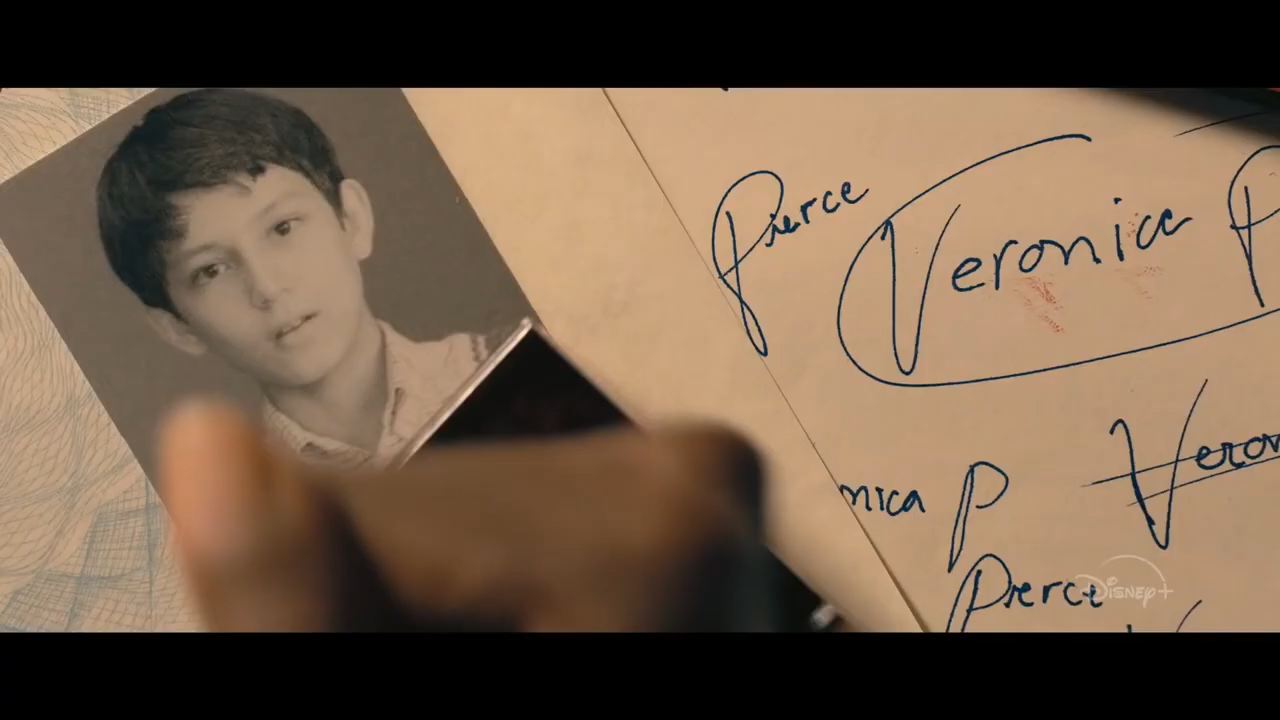 Pierce
Veronica P
nica P
Veron
Pierce
DISNEY+